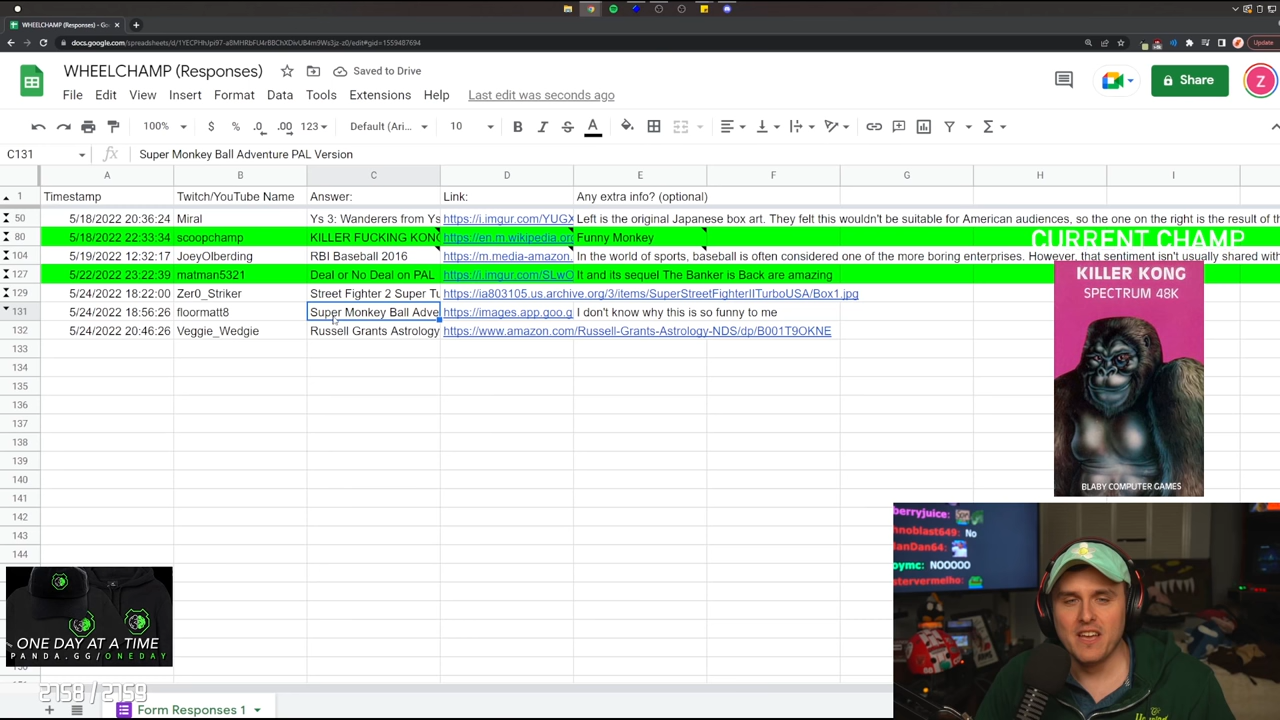 WHEELCHAMP (Responses) - Go
docs.google.com/spreadsheets/d/1YECFHhJpi97-a8MHRbFU4rBBChXDivUB4m9Ws3jz-z0/edit#gid=1559487694
Update
WHEELCHAMP (Responses)
Saved to Drive
Share
Z
File Edit View Insert Format Data Tools Extensions Help Last edit was seconds ago
100% $ % .0 .00 123 Default (Ari... 10 B I S A
C131 fx Super Monkey Ball Adventure PAL Version
A B C D E F G H I
1 Timestamp Twitch/YouTube Name Answer: Link: Any extra info? (optional)
50 5/18/2022 20:36:24 Miral Ys 3: Wanderers from Ys https://i.imgur.com/YUGX Left is the original Japanese box art. They felt this wouldn't be suitable for American audiences, so the one on the right is the result of th
80 5/18/2022 22:33:34 scoopchamp KILLER FUCKING KONG https://en.m.wikipedia.org Funny Monkey
CURRENT CHAMP
104 5/19/2022 12:32:17 JoeyOlberding RBI Baseball 2016 https://m.media-amazon. In the world of sports, baseball is often considered one of the more boring enterprises. However, that sentiment isn't usually shared with
127 5/22/2022 23:22:39 matman5321 Deal or No Deal on PAL https://i.imgur.com/SLwO It and its sequel The Banker is Back are amazing
129 5/24/2022 18:22:00 Zer0_Striker Street Fighter 2 Super Tu https://ia803105.us.archive.org/3/items/SuperStreetFighterIITurboUSA/Box1.jpg
131 5/24/2022 18:56:26 floormatt8 Super Monkey Ball Adve https://images.app.goo.g I don't know why this is so funny to me
132 5/24/2022 20:46:26 Veggie_Wedgie Russell Grants Astrology https://www.amazon.com/Russell-Grants-Astrology-NDS/dp/B001T9OKNE
133
134
135
136
137
138
139
140
141
142
143
144
KILLER KONG
SPECTRUM 48K
BLABY COMPUTER GAMES
berryjuice:
hnoblast649: No
DanDan64:
oymc: NOOOOO
stervermelho:
ONE DAY AT A TIME
PANDA.GG/ONEDAY
2158 / 2159
Form Responses 1